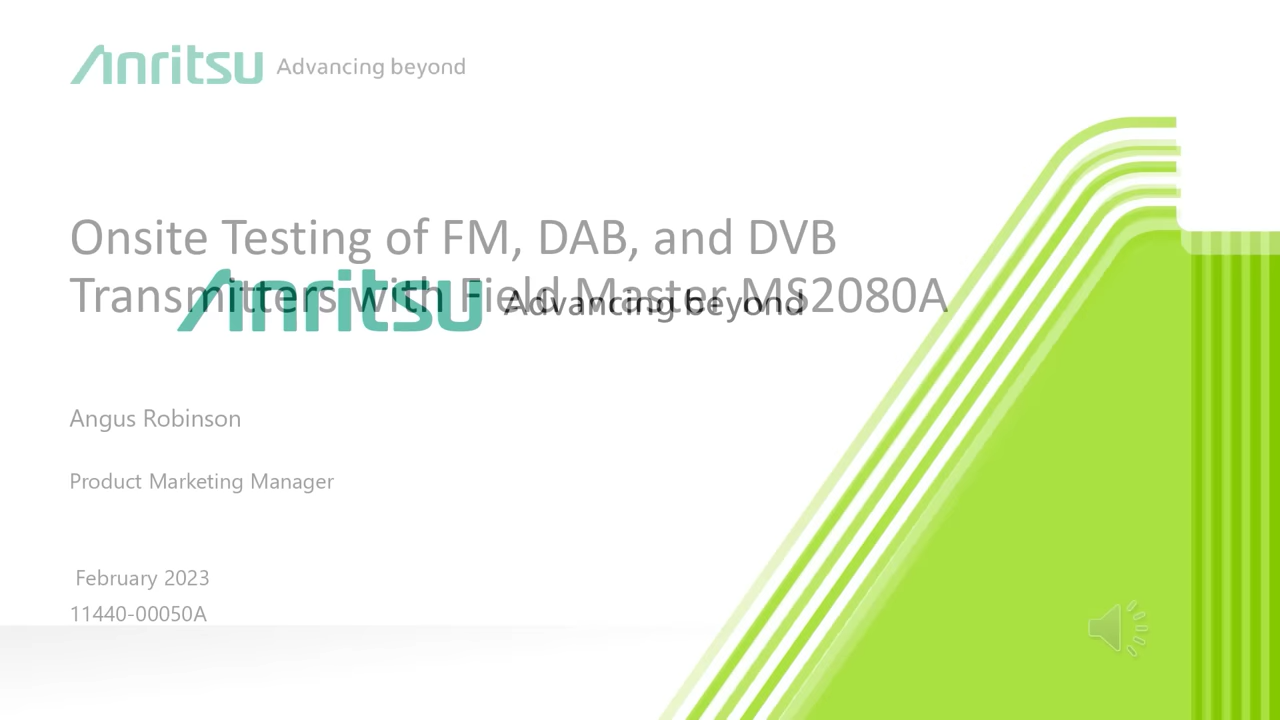 Anritsu Advancing beyond
Onsite Testing of FM, DAB, and DVB
Transmitters with Field Master MS2080A
Anritsu Advancing beyond
Angus Robinson
Product Marketing Manager
February 2023
11440-00050A